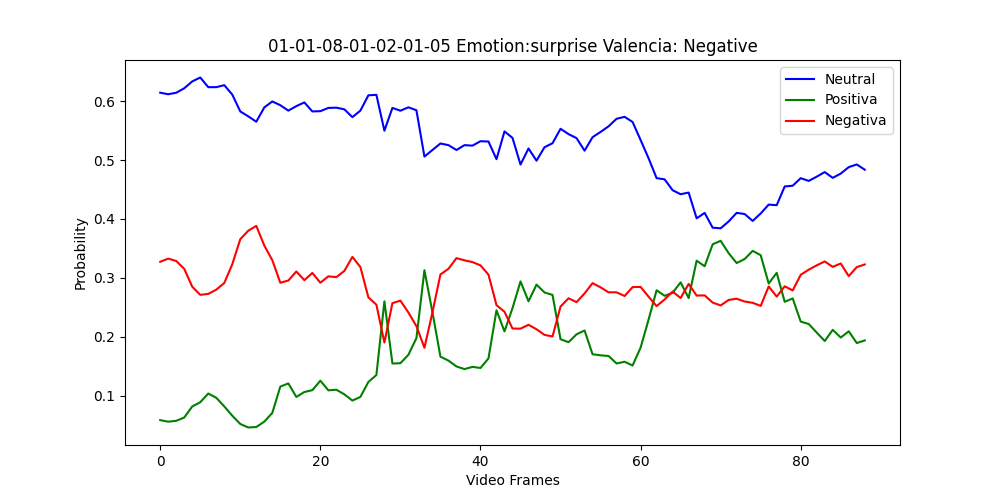 01-01-08-01-02-01-05 Emotion:surprise Valencia: Negative
Neutral
Positiva
Negativa
Probability
0.6
0.5
0.4
0.3
0.2
0.1
0 20 40 60 80
Video Frames